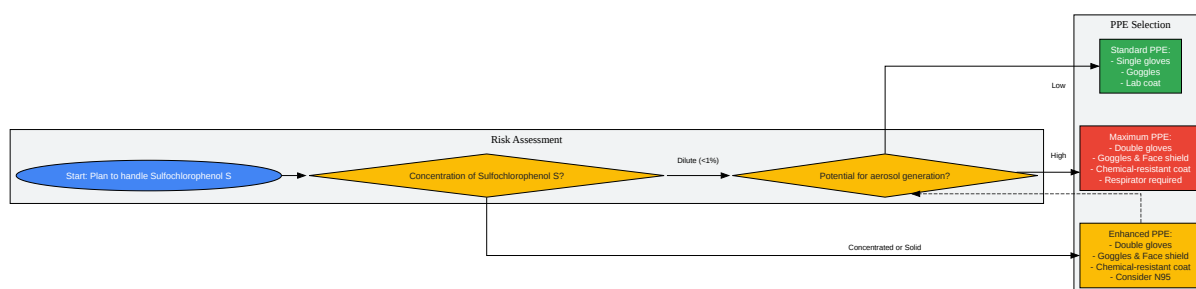 PPE Selection
Standard PPE:
- Single gloves
- Goggles
- Lab coat
Low
Risk Assessment
Start: Plan to handle Sulfochlorophenol S
Concentration of Sulfochlorophenol S?
Dilute (<1%)
Potential for aerosol generation?
High
Maximum PPE:
- Double gloves
- Goggles & Face shield
- Chemical-resistant coat
- Respirator required
Concentrated or Solid
Enhanced PPE:
- Double gloves
- Goggles & Face shield
- Chemical-resistant coat
- Consider N95